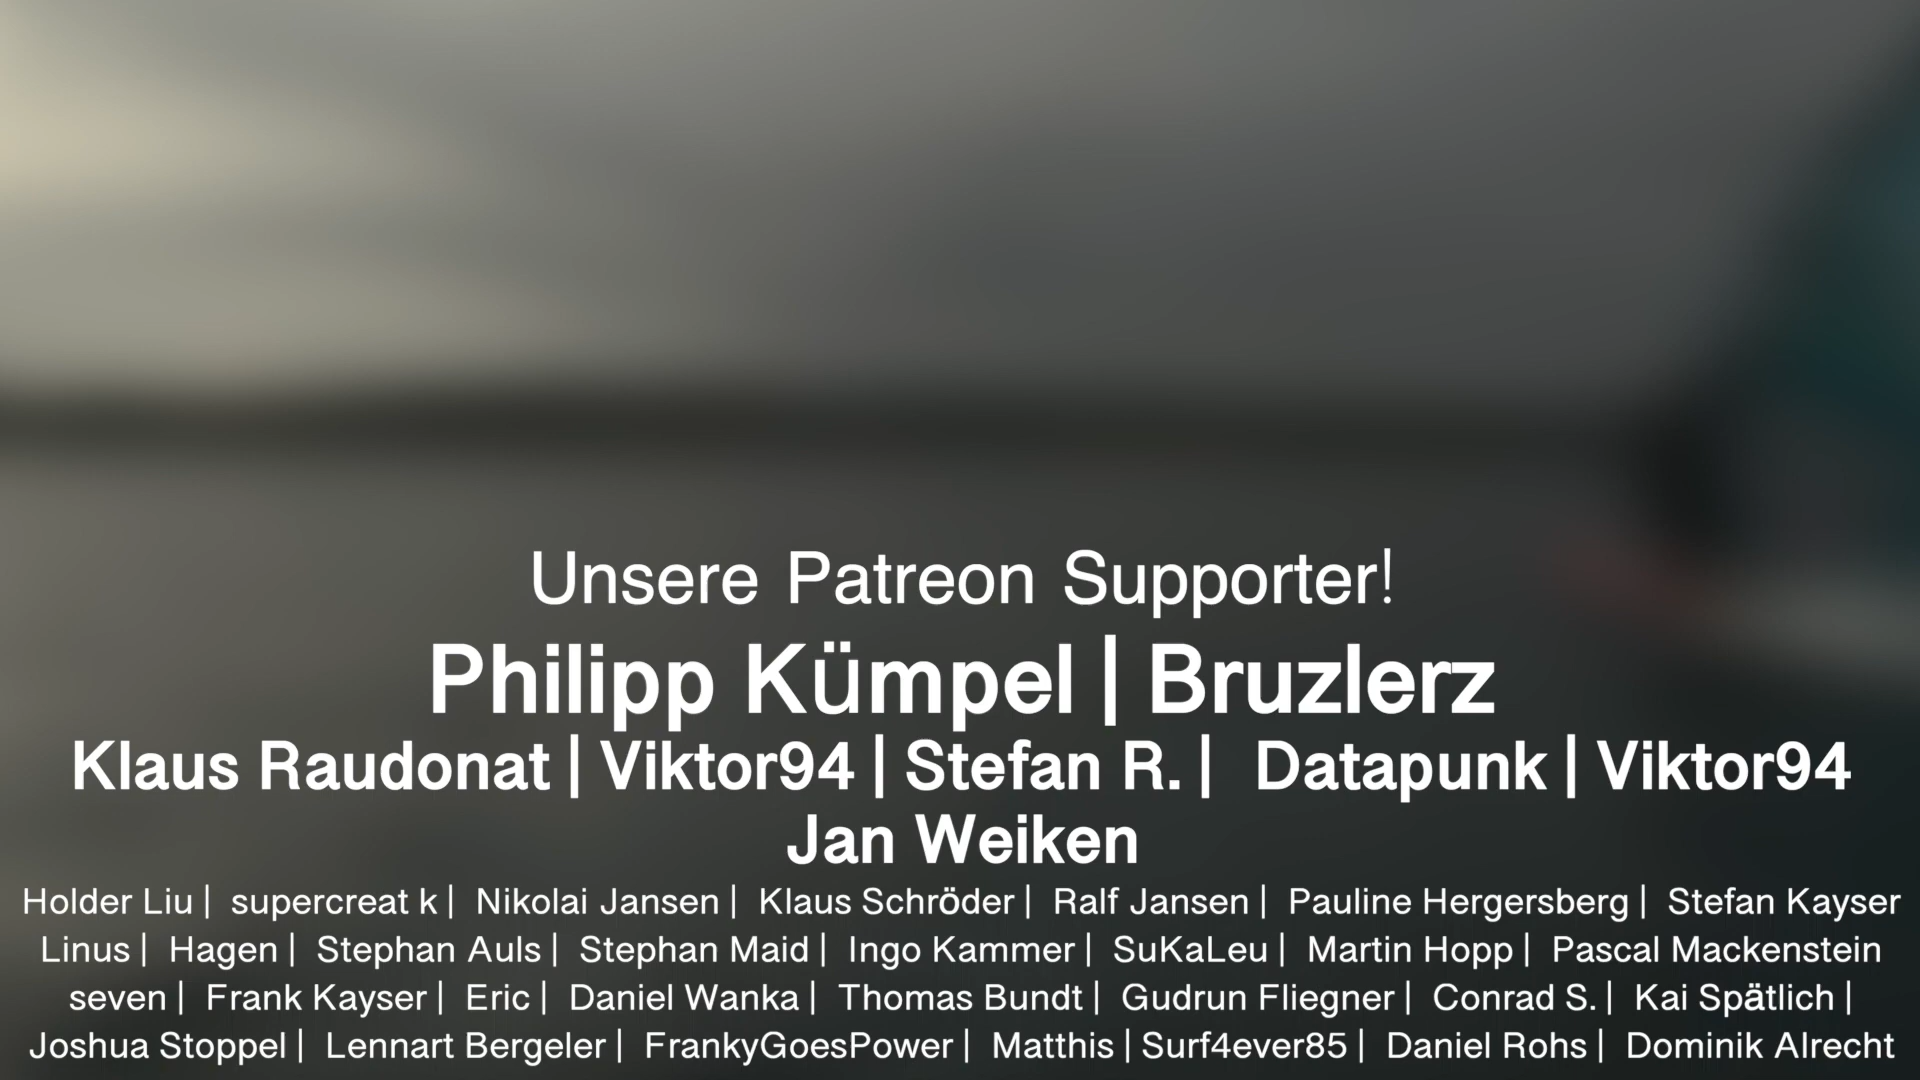 Unsere Patreon Supporter!
Philipp Kümpel | Bruzlerz
Klaus Raudonat | Viktor94 | Stefan R. | Datapunk | Viktor94
Jan Weiken
Holder Liu | supercreat k | Nikolai Jansen | Klaus Schröder | Ralf Jansen | Pauline Hergersberg | Stefan Kayser
Linus | Hagen | Stephan Auls | Stephan Maid | Ingo Kammer | SuKaLeu | Martin Hopp | Pascal Mackenstein
seven | Frank Kayser | Eric | Daniel Wanka | Thomas Bundt | Gudrun Fliegner | Conrad S. | Kai Spätlich |
Joshua Stoppel | Lennart Bergeler | FrankyGoesPower | Matthis | Surf4ever85 | Daniel Rohs | Dominik Alrecht